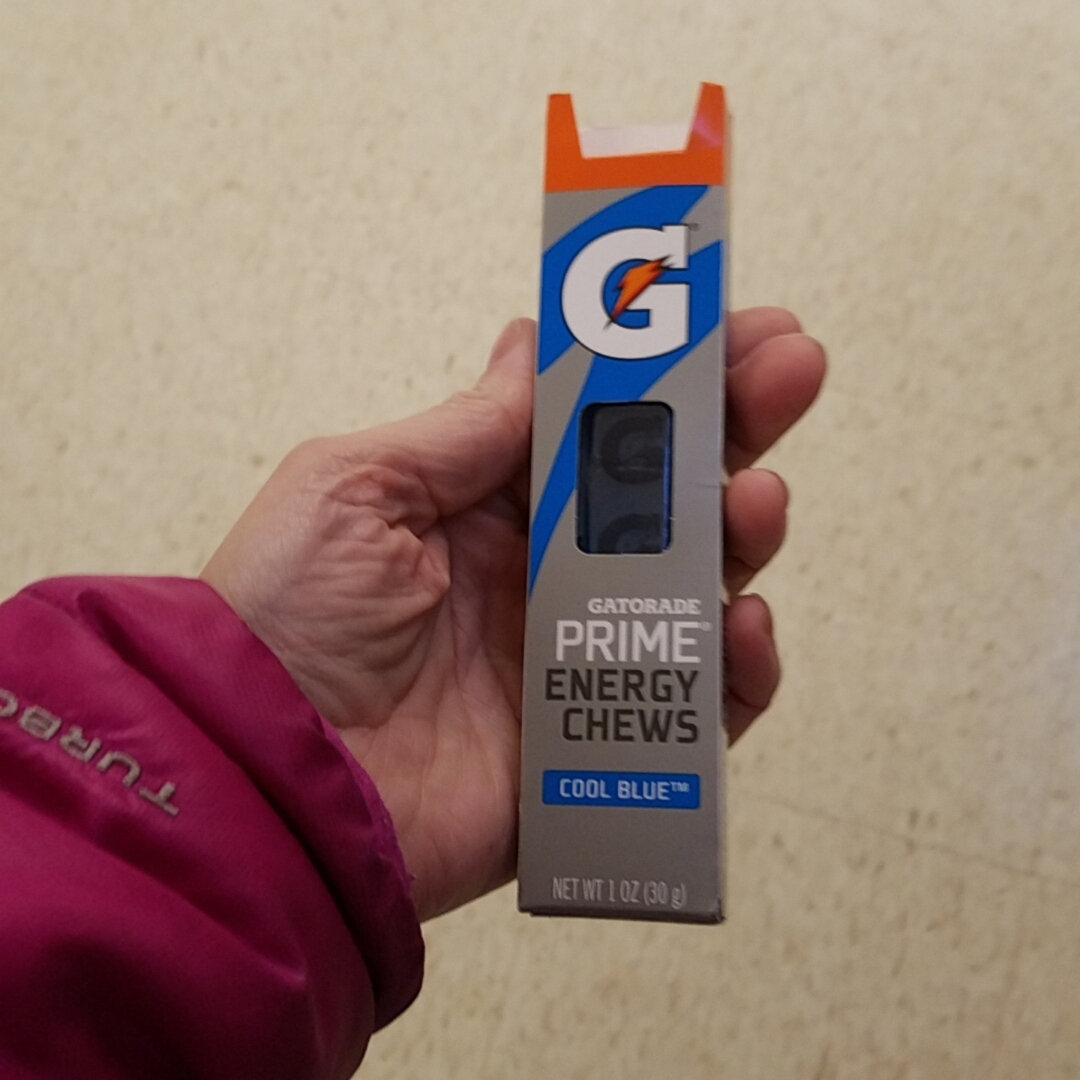 G
G
G
GATORADE
PRIME®
ENERGY
CHEWS
COOL BLUE™
NET WT 1 OZ (30 g)
TURBO